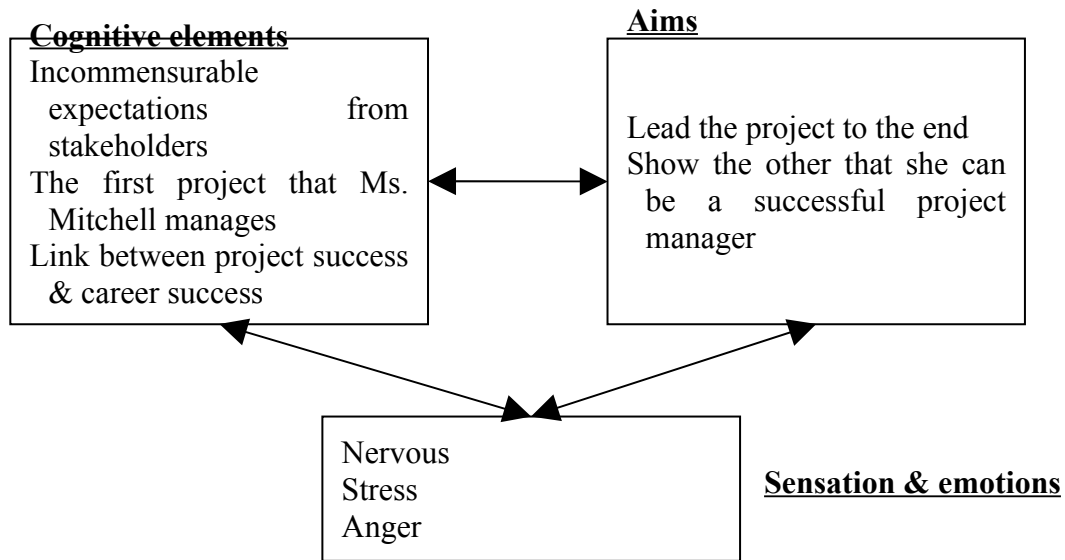 Cognitive elements
Incommensurable
expectations from
stakeholders
The first project that Ms.
Mitchell manages
Link between project success
& career success
Aims
Lead the project to the end
Show the other that she can
be a successful project
manager
Nervous
Stress
Anger
Sensation & emotions